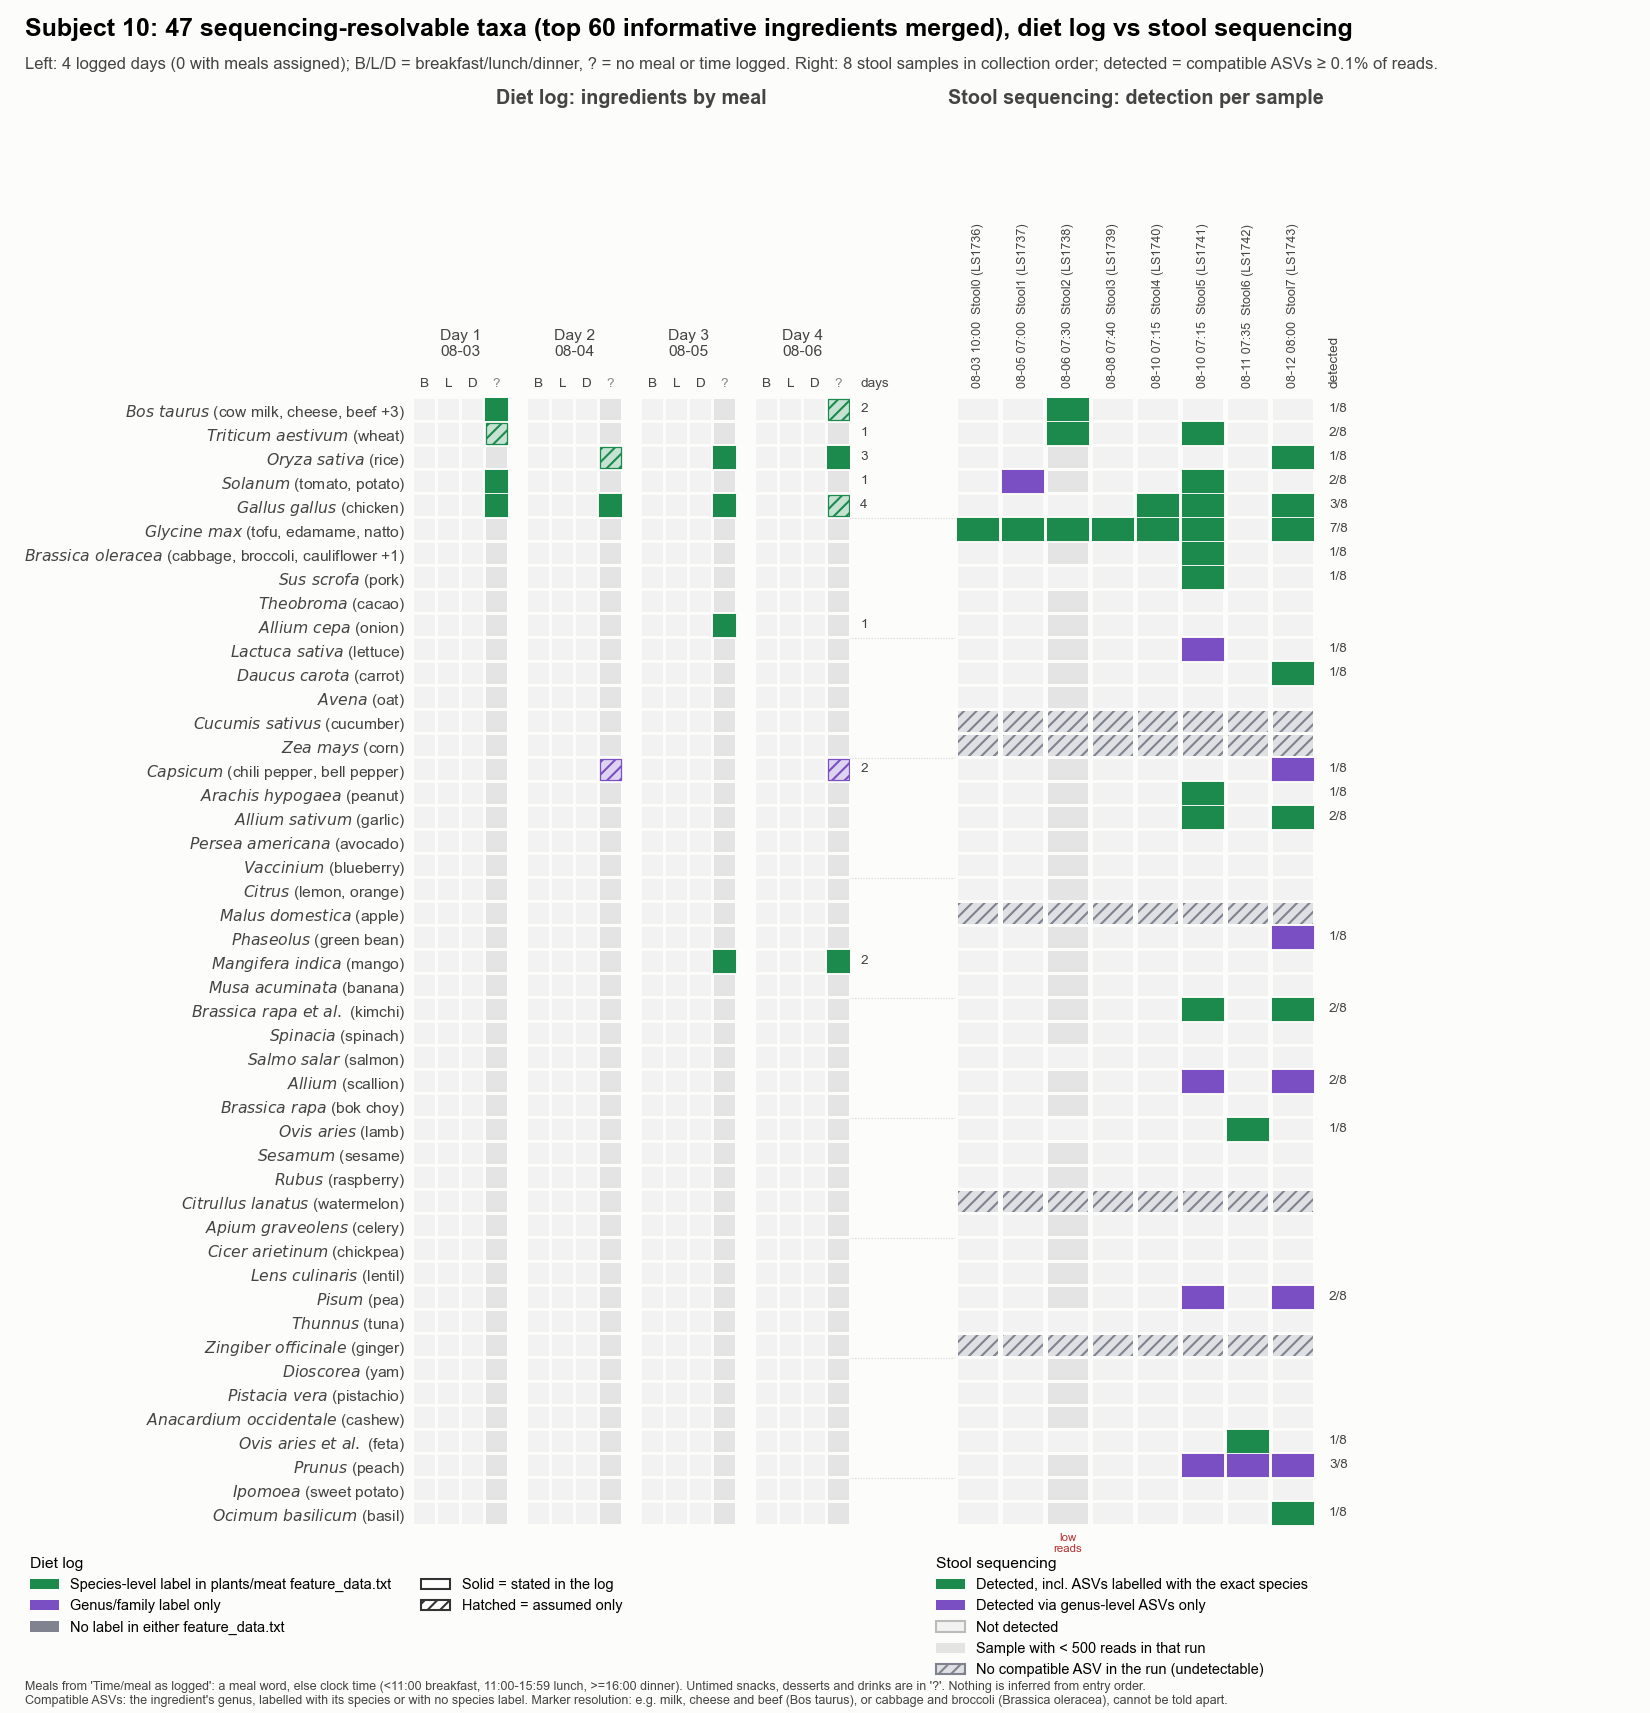 Subject 10: 47 sequencing-resolvable taxa (top 60 informative ingredients merged), diet log vs stool sequencing
Left: 4 logged days (0 with meals assigned); B/L/D = breakfast/lunch/dinner, ? = no meal or time logged. Right: 8 stool samples in collection order; detected = compatible ASVs ≥ 0.1% of reads.
Diet log: ingredients by meal
Stool sequencing: detection per sample
08-03 10:00 Stool0 (LS1736)
08-05 07:00 Stool1 (LS1737)
08-06 07:30 Stool2 (LS1738)
08-08 07:40 Stool3 (LS1739)
08-10 07:15 Stool4 (LS1740)
08-10 07:15 Stool5 (LS1741)
08-11 07:35 Stool6 (LS1742)
08-12 08:00 Stool7 (LS1743)
detected
Day 1 Day 2 Day 3 Day 4
08-03 08-04 08-05 08-06
B L D ? B L D ? B L D ? B L D ? days
Bos taurus (cow milk, cheese, beef +3) 2 1/8
Triticum aestivum (wheat) 1 2/8
Oryza sativa (rice) 3 1/8
Solanum (tomato, potato) 1 2/8
Gallus gallus (chicken) 4 3/8
Glycine max (tofu, edamame, natto) 7/8
Brassica oleracea (cabbage, broccoli, cauliflower +1) 1/8
Sus scrofa (pork) 1/8
Theobroma (cacao)
Allium cepa (onion) 1
Lactuca sativa (lettuce) 1/8
Daucus carota (carrot) 1/8
Avena (oat)
Cucumis sativus (cucumber)
Zea mays (corn)
Capsicum (chili pepper, bell pepper) 2 1/8
Arachis hypogaea (peanut) 1/8
Allium sativum (garlic) 2/8
Persea americana (avocado)
Vaccinium (blueberry)
Citrus (lemon, orange)
Malus domestica (apple)
Phaseolus (green bean) 1/8
Mangifera indica (mango) 2
Musa acuminata (banana)
Brassica rapa et al. (kimchi) 2/8
Spinacia (spinach)
Salmo salar (salmon)
Allium (scallion) 2/8
Brassica rapa (bok choy)
Ovis aries (lamb) 1/8
Sesamum (sesame)
Rubus (raspberry)
Citrullus lanatus (watermelon)
Apium graveolens (celery)
Cicer arietinum (chickpea)
Lens culinaris (lentil)
Pisum (pea) 2/8
Thunnus (tuna)
Zingiber officinale (ginger)
Dioscorea (yam)
Pistacia vera (pistachio)
Anacardium occidentale (cashew)
Ovis aries et al. (feta) 1/8
Prunus (peach) 3/8
Ipomoea (sweet potato)
Ocimum basilicum (basil) 1/8
low
reads
Diet log
Species-level label in plants/meat feature_data.txt
Genus/family label only
No label in either feature_data.txt
Solid = stated in the log
Hatched = assumed only
Stool sequencing
Detected, incl. ASVs labelled with the exact species
Detected via genus-level ASVs only
Not detected
Sample with < 500 reads in that run
No compatible ASV in the run (undetectable)
Meals from 'Time/meal as logged': a meal word, else clock time (<11:00 breakfast, 11:00-15:59 lunch, >=16:00 dinner). Untimed snacks, desserts and drinks are in '?'. Nothing is inferred from entry order.
Compatible ASVs: the ingredient's genus, labelled with its species or with no species label. Marker resolution: e.g. milk, cheese and beef (Bos taurus), or cabbage and broccoli (Brassica oleracea), cannot be told apart.